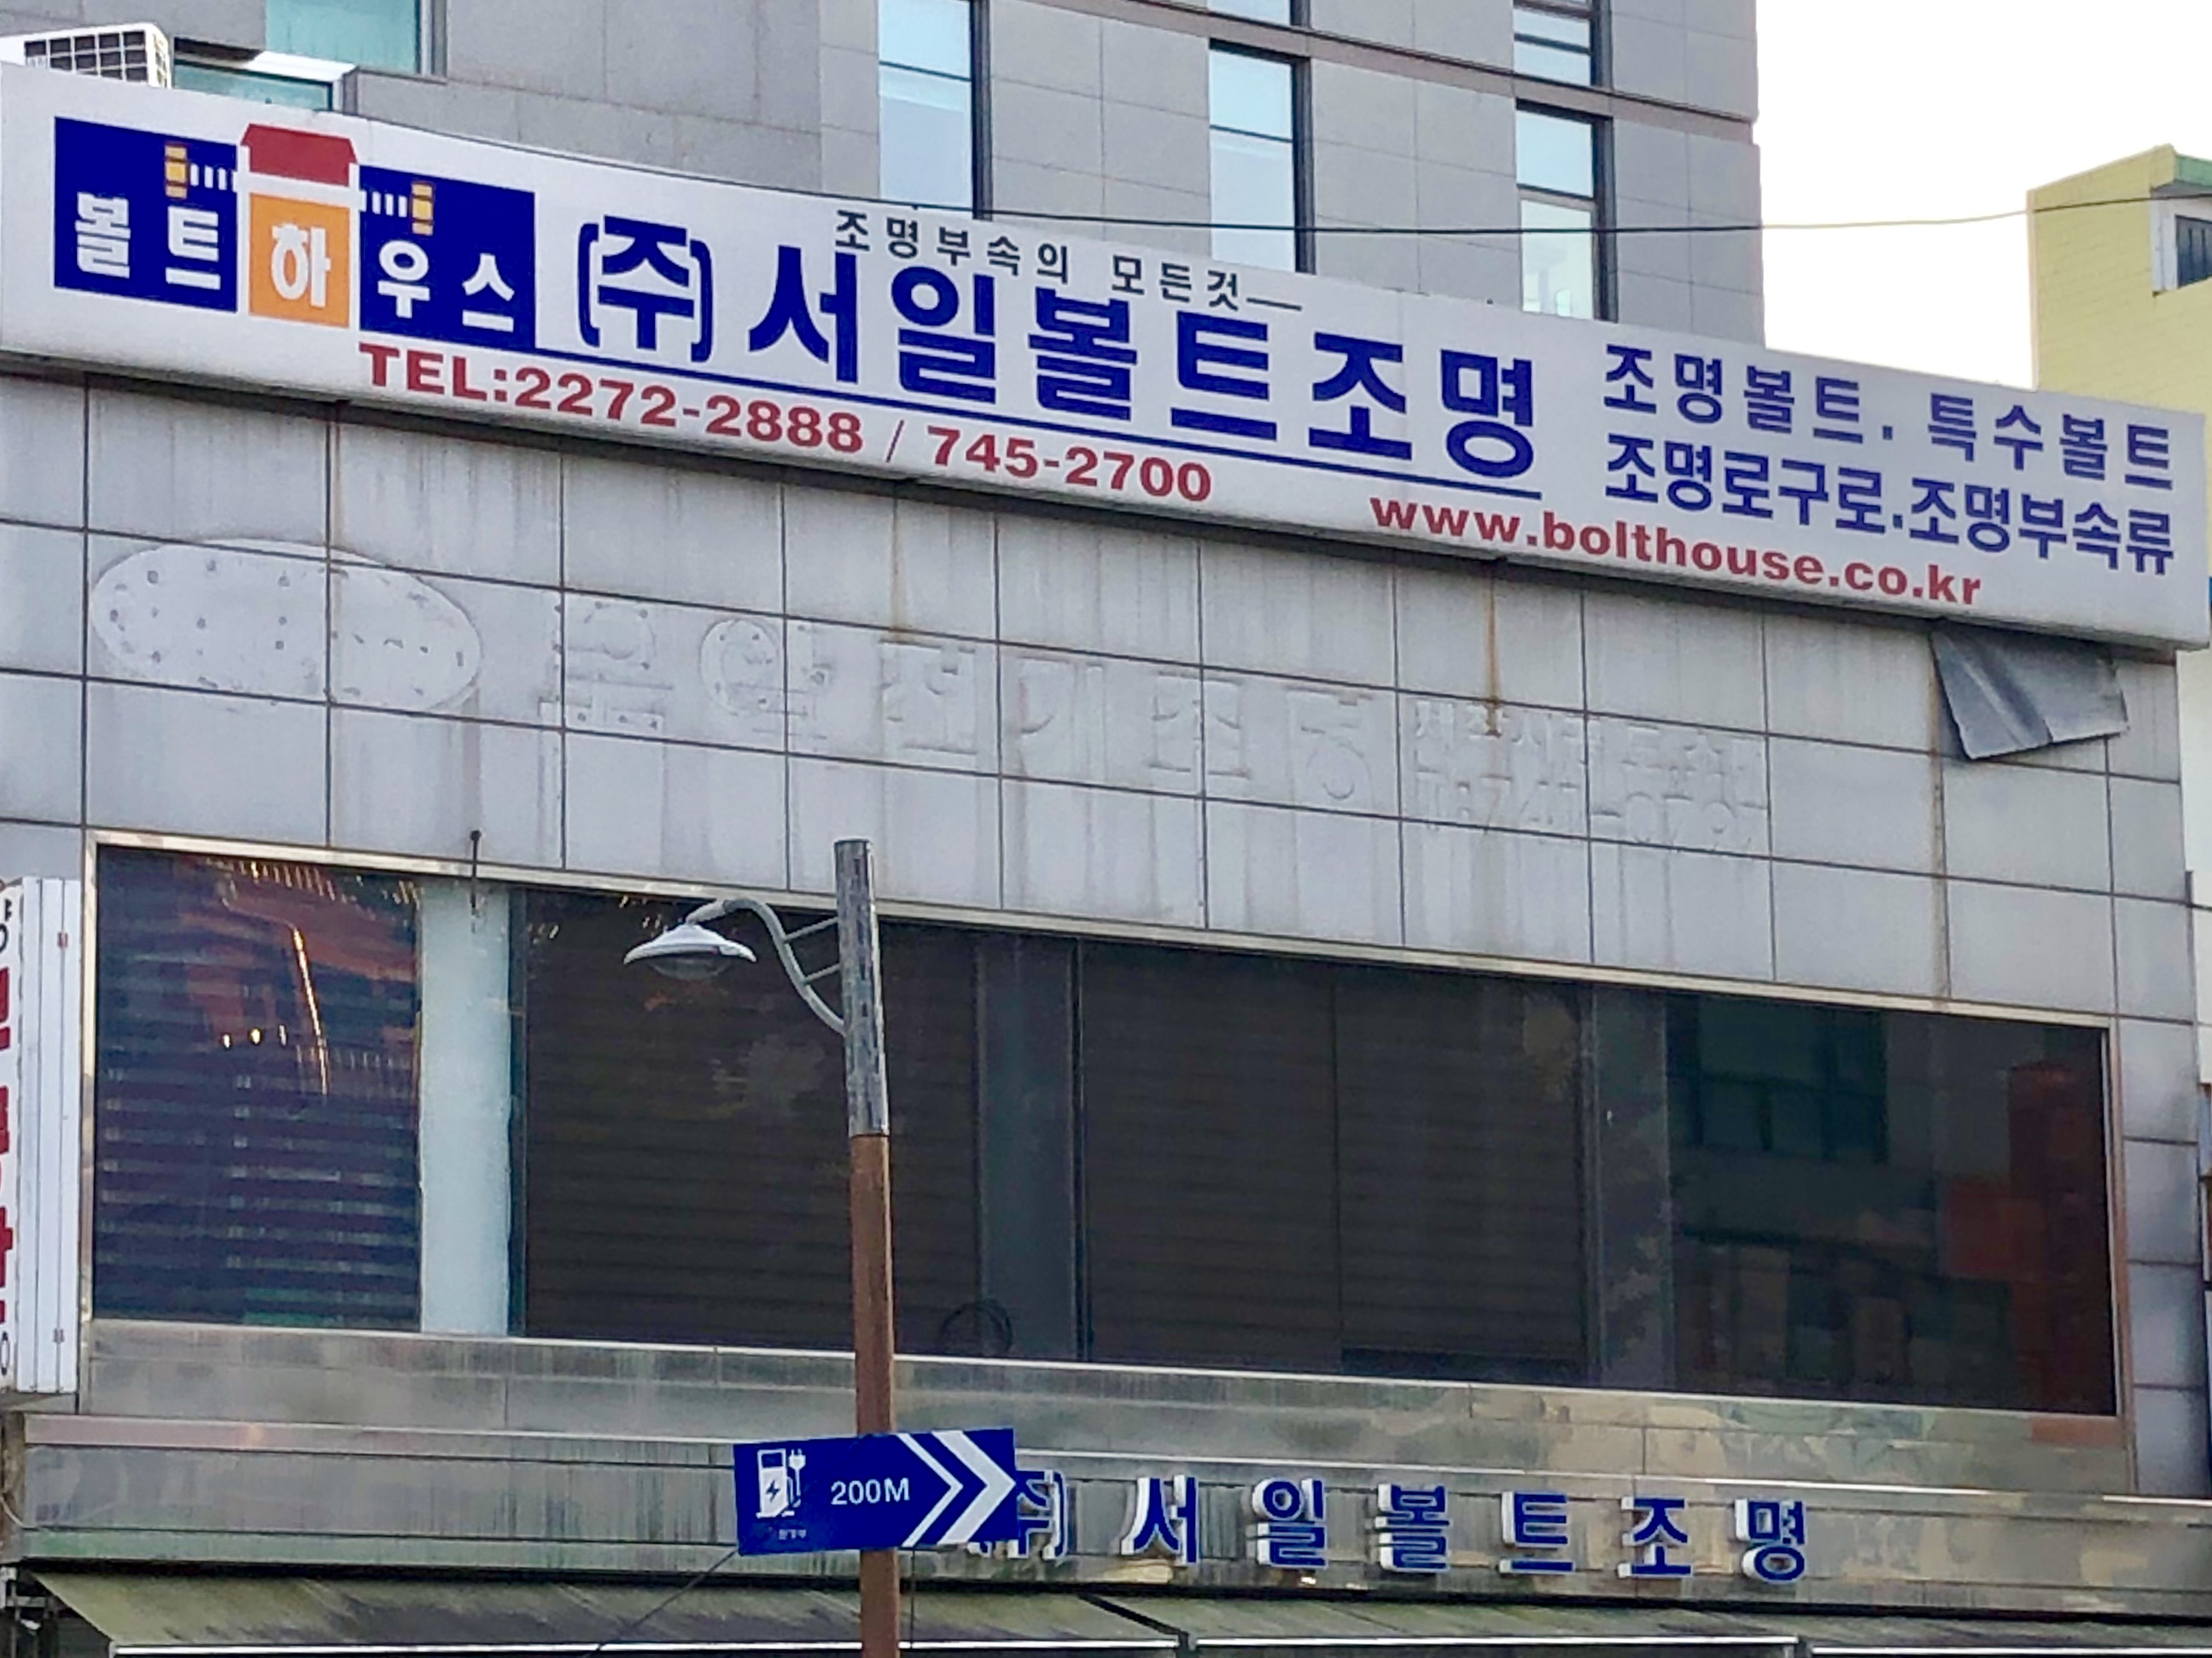 볼트하우스
조명부속의 모든것
(주)서일볼트조명
TEL:2272-2888 / 745-2700
조명볼트. 특수볼트
조명로구로.조명부속류
www.bolthouse.co.kr
200M
주) 서일볼트조명